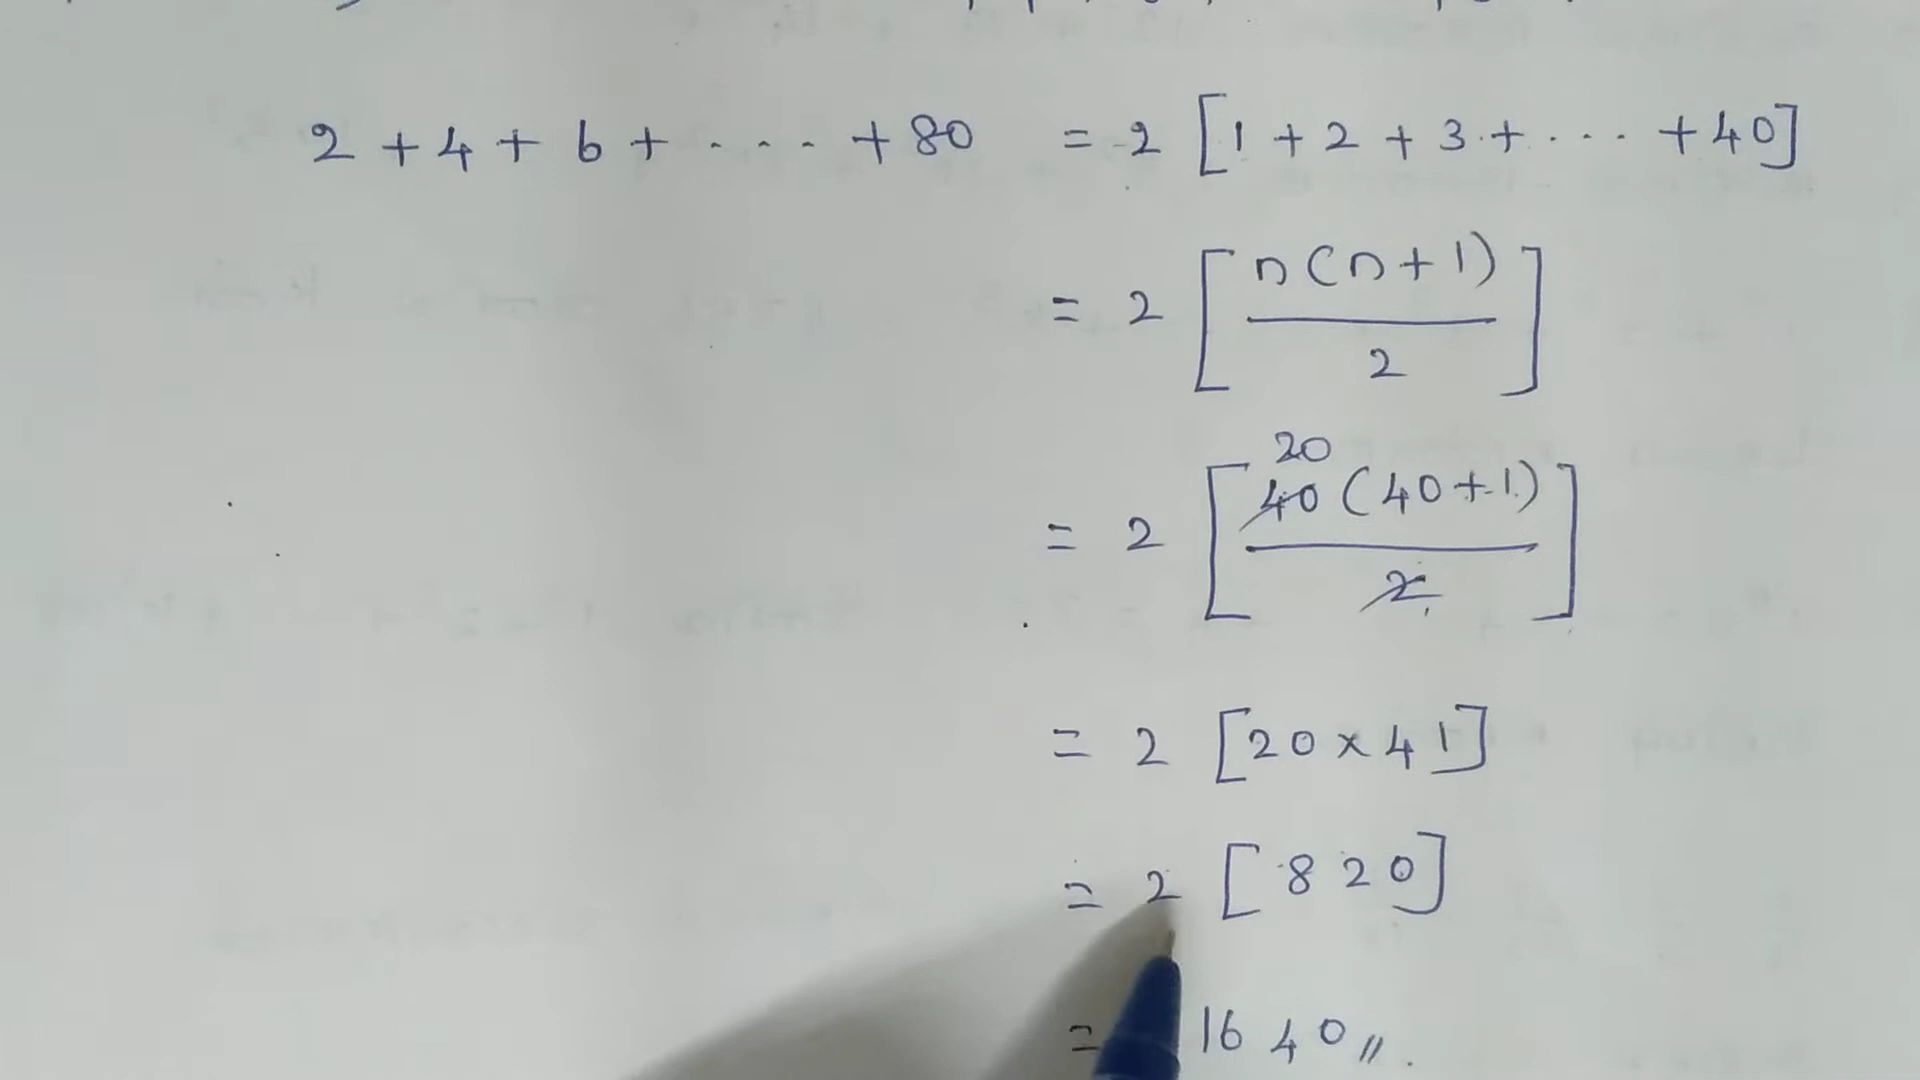 2 + 4 + 6 + . . . . + 80 = 2 [1 + 2 + 3 + . . . . + 40]
= 2 [n(n+1)/2]
20
= 2 [40(40+1)/2]
= 2 [20 × 41]
= 2 [820]
= 1640//.